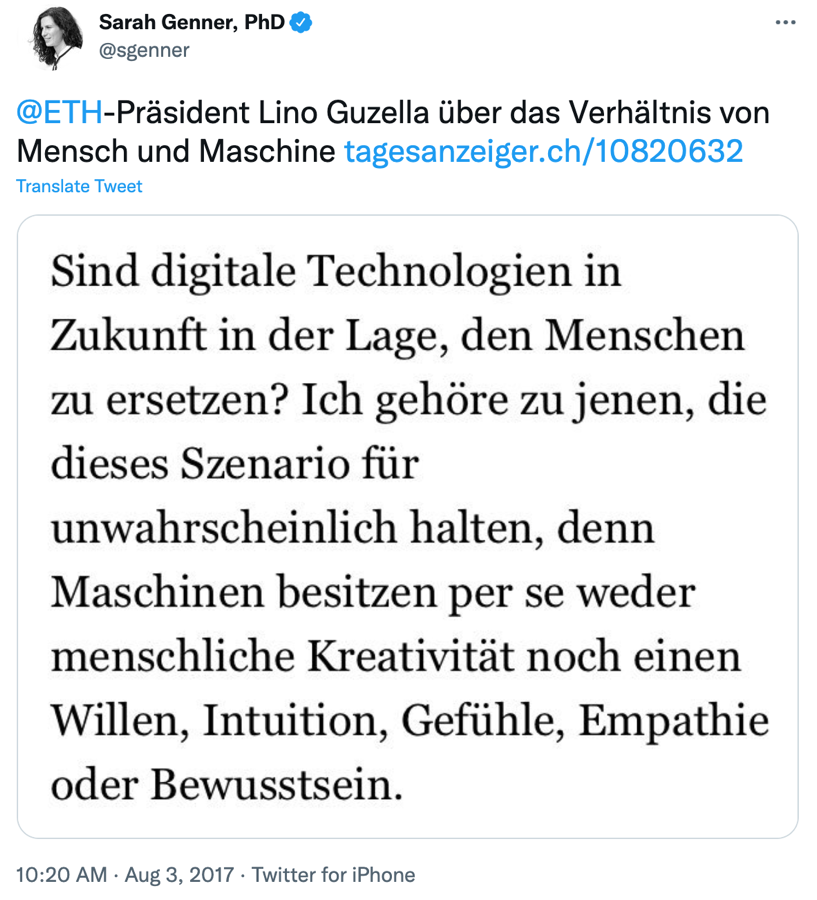 Sarah Genner, PhD
@sgenner
@ETH-Präsident Lino Guzella über das Verhältnis von
Mensch und Maschine tagesanzeiger.ch/10820632
Translate Tweet
Sind digitale Technologien in
Zukunft in der Lage, den Menschen
zu ersetzen? Ich gehöre zu jenen, die
dieses Szenario für
unwahrscheinlich halten, denn
Maschinen besitzen per se weder
menschliche Kreativität noch einen
Willen, Intuition, Gefühle, Empathie
oder Bewusstsein.
10:20 AM · Aug 3, 2017 · Twitter for iPhone